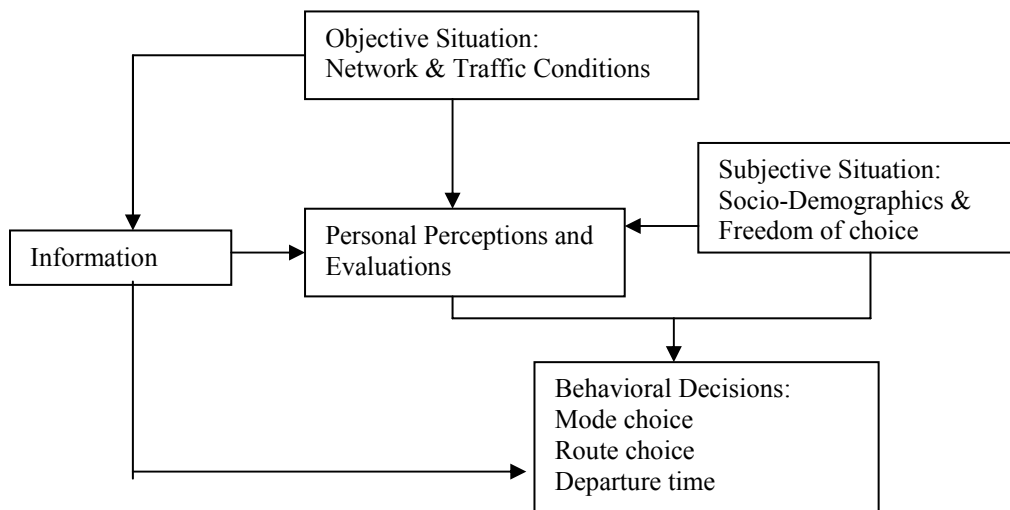 Objective Situation:
Network & Traffic Conditions
Subjective Situation:
Socio-Demographics &
Freedom of choice
Information
Personal Perceptions and
Evaluations
Behavioral Decisions:
Mode choice
Route choice
Departure time